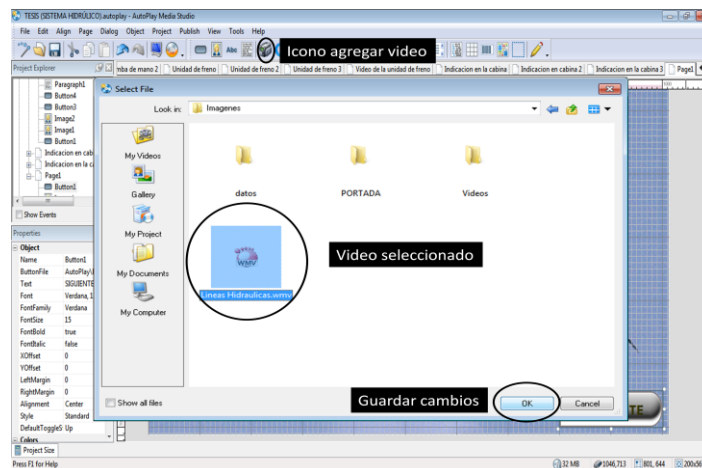 TESIS (SISTEMA HIDRÚLICO).autoplay - AutoPlay Media Studio
File Edit Align Page Dialog Object Project Publish View Tools Help
Abc
Icono agregar video
Project Explorer
mba de mano 2 Unidad de freno Unidad de freno 2 Unidad de freno 3 Video de la unidad de freno Indicacion en la cabina Indicacion en cabina 2 Indicacion en la cabina 3 Page1
Paragraph1
Button4
Button3
Image2
Image1
Button1
Indicacion en cab
Indicacion en la c
Page1
Button1
Show Events
Select File
Look in: Imagenes
My Videos
Gallery
My Project
My Documents
My Computer
datos PORTADA Videos
WMV
Lineas Hidraulicas.wmv
Video seleccionado
Show all files
Guardar cambios
OK Cancel
TE
Properties
Object
Name Button1
ButtonFile AutoPlay\
Text SIGUIENTE
Font Verdana, 1
FontFamily Verdana
FontSize 15
FontBold true
FontItalic false
XOffset 0
YOffset 0
LeftMargin 0
RightMargin 0
Alignment Center
Style Standard
DefaultToggleS Up
Colors
Project Size
Press F1 for Help
32 MB 1046,713 801, 644 200x56